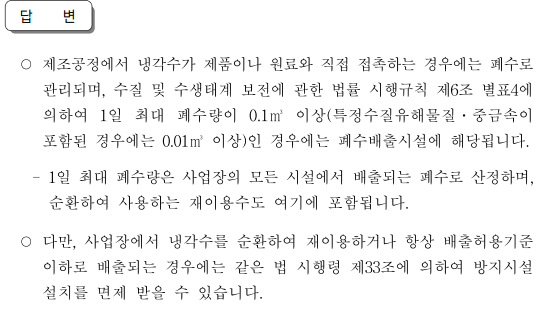 답 변
○ 제조공정에서 냉각수가 제품이나 원료와 직접 접촉하는 경우에는 폐수로
관리되며, 수질 및 수생태계 보전에 관한 법률 시행규칙 제6조 별표4에
의하여 1일 최대 폐수량이 0.1㎥ 이상(특정수질유해물질・중금속이
포함된 경우에는 0.01㎥ 이상)인 경우에는 폐수배출시설에 해당됩니다.
- 1일 최대 폐수량은 사업장의 모든 시설에서 배출되는 폐수로 산정하며,
순환하여 사용하는 재이용수도 여기에 포함됩니다.
○ 다만, 사업장에서 냉각수를 순환하여 재이용하거나 항상 배출허용기준
이하로 배출되는 경우에는 같은 법 시행령 제33조에 의하여 방지시설
설치를 면제 받을 수 있습니다.